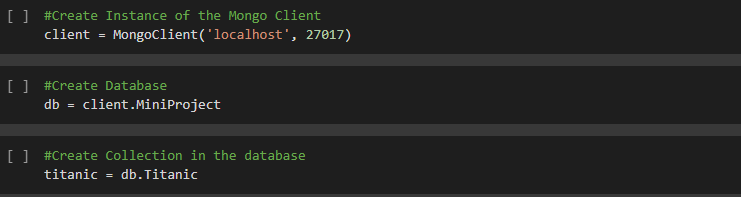 [ ] #Create Instance of the Mongo Client
client = MongoClient('localhost', 27017)
[ ] #Create Database
db = client.MiniProject
[ ] #Create Collection in the database
titanic = db.Titanic